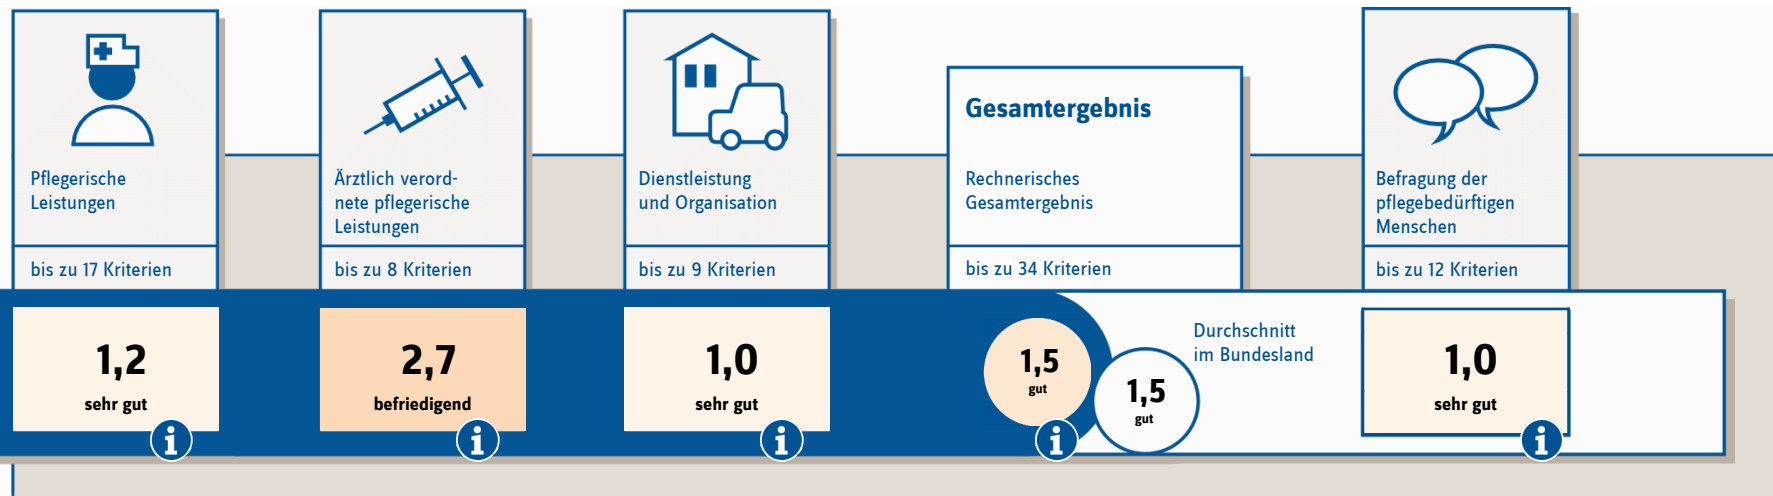 Pflegerische
Leistungen
bis zu 17 Kriterien
1,2
sehr gut
Ärztlich verord-
nete pflegerische
Leistungen
bis zu 8 Kriterien
2,7
befriedigend
Dienstleistung
und Organisation
bis zu 9 Kriterien
1,0
sehr gut
Gesamtergebnis
Rechnerisches
Gesamtergebnis
bis zu 34 Kriterien
1,5
gut
1,5
gut
Durchschnitt
im Bundesland
Befragung der
pflegebedürftigen
Menschen
bis zu 12 Kriterien
1,0
sehr gut